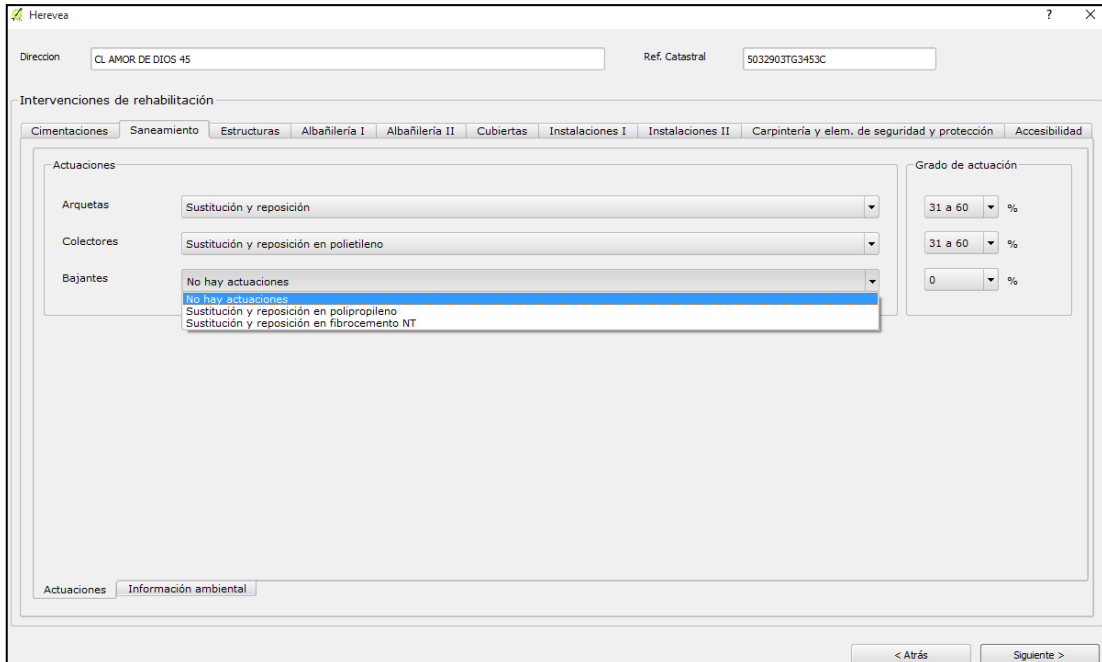 Herevea ? X
Direccion CL AMOR DE DIOS 45 Ref. Catastral 5032903TG3453C
Intervenciones de rehabilitación
Cimentaciones Saneamiento Estructuras Albañilería I Albañilería II Cubiertas Instalaciones I Instalaciones II Carpintería y elem. de seguridad y protección Accesibilidad
Actuaciones Grado de actuación
Arquetas Sustitución y reposición 31 a 60 %
Colectores Sustitución y reposición en polietileno 31 a 60 %
Bajantes No hay actuaciones 0 %
No hay actuaciones
Sustitución y reposición en polipropileno
Sustitución y reposición en fibrocemento NT
Actuaciones Información ambiental
< Atrás Siguiente >